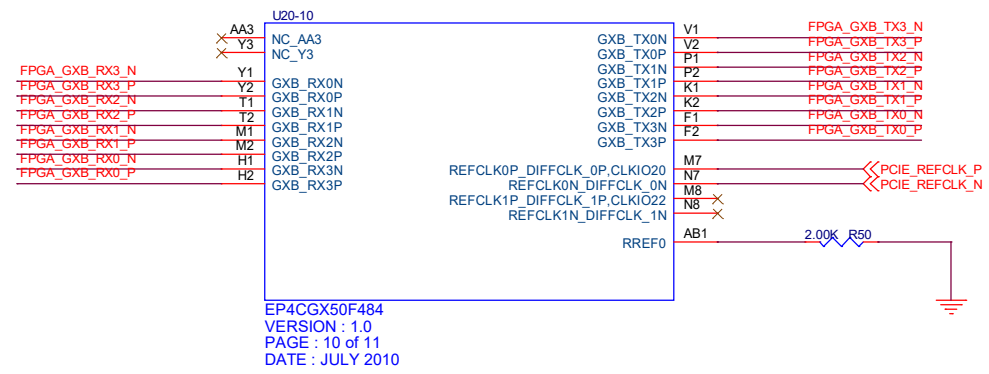 U20-10
AA3 NC_AA3
Y3 NC_Y3
FPGA_GXB_RX3_N Y1 GXB_RX0N
FPGA_GXB_RX3_P Y2 GXB_RX0P
FPGA_GXB_RX2_N T1 GXB_RX1N
FPGA_GXB_RX2_P T2 GXB_RX1P
FPGA_GXB_RX1_N M1 GXB_RX2N
FPGA_GXB_RX1_P M2 GXB_RX2P
FPGA_GXB_RX0_N H1 GXB_RX3N
FPGA_GXB_RX0_P H2 GXB_RX3P
GXB_TX0N V1 FPGA_GXB_TX3_N
GXB_TX0P V2 FPGA_GXB_TX3_P
GXB_TX1N P1 FPGA_GXB_TX2_N
GXB_TX1P P2 FPGA_GXB_TX2_P
GXB_TX2N K1 FPGA_GXB_TX1_N
GXB_TX2P K2 FPGA_GXB_TX1_P
GXB_TX3N F1 FPGA_GXB_TX0_N
GXB_TX3P F2 FPGA_GXB_TX0_P
REFCLK0P_DIFFCLK_0P,CLKIO20 M7 PCIE_REFCLK_P
REFCLK0N_DIFFCLK_0N N7 PCIE_REFCLK_N
REFCLK1P_DIFFCLK_1P,CLKIO22 M8
REFCLK1N_DIFFCLK_1N N8
RREF0 AB1 2.00K R50
EP4CGX50F484
VERSION : 1.0
PAGE : 10 of 11
DATE : JULY 2010